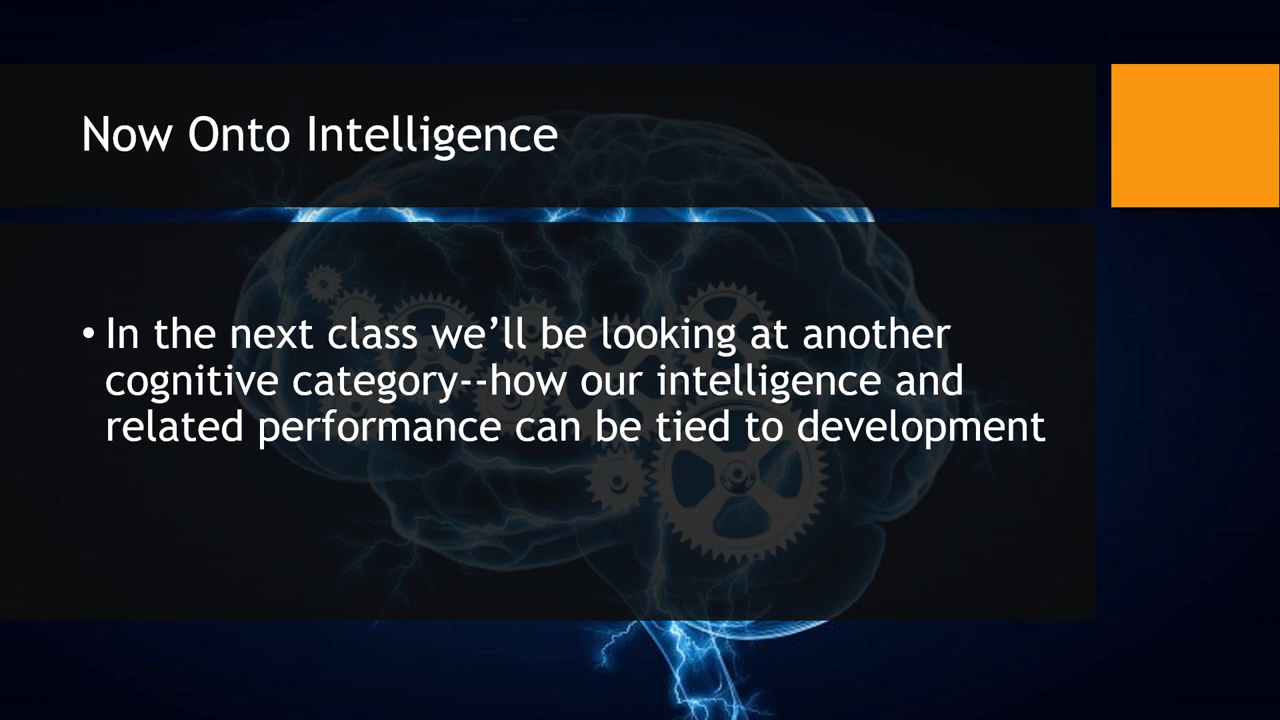 Now Onto Intelligence
• In the next class we’ll be looking at another
cognitive category--how our intelligence and
related performance can be tied to development